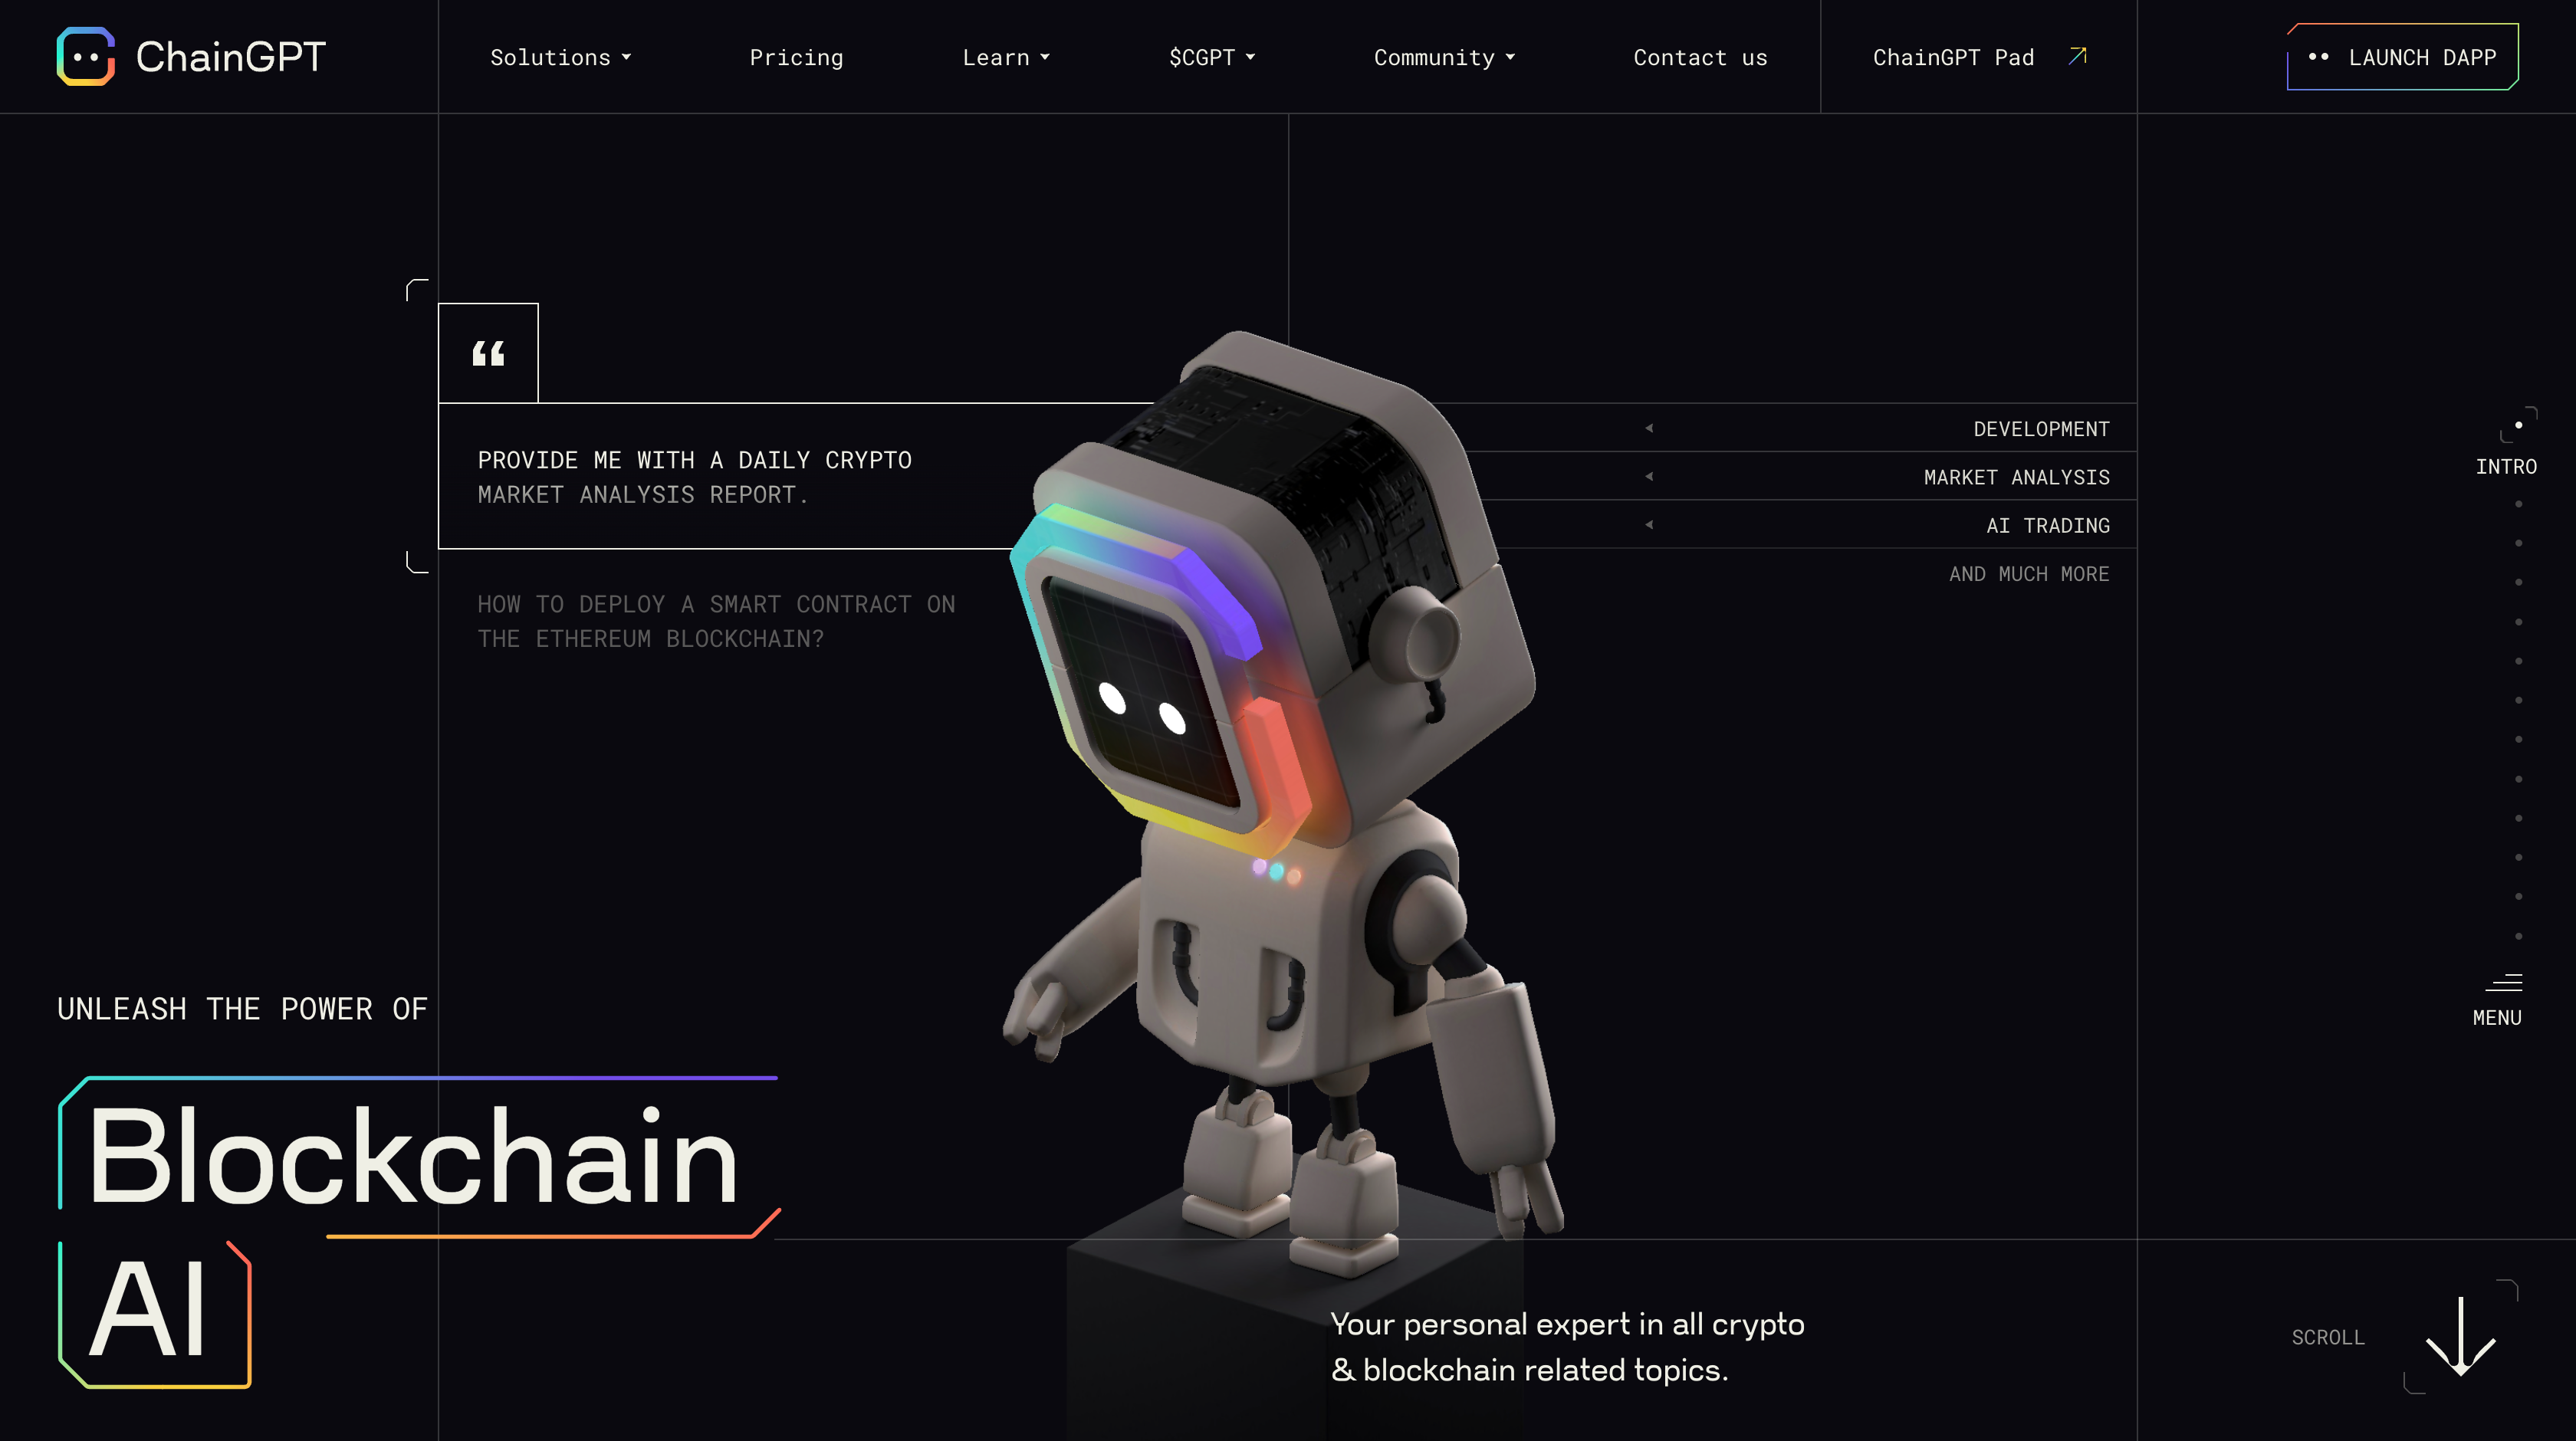 ChainGPT
Solutions
Pricing
Learn
$CGPT
Community
Contact us
ChainGPT Pad
LAUNCH DAPP
“
PROVIDE ME WITH A DAILY CRYPTO
MARKET ANALYSIS REPORT.
HOW TO DEPLOY A SMART CONTRACT ON
THE ETHEREUM BLOCKCHAIN?
DEVELOPMENT
MARKET ANALYSIS
AI TRADING
AND MUCH MORE
INTRO
MENU
UNLEASH THE POWER OF
Blockchain
AI
Your personal expert in all crypto
& blockchain related topics.
SCROLL